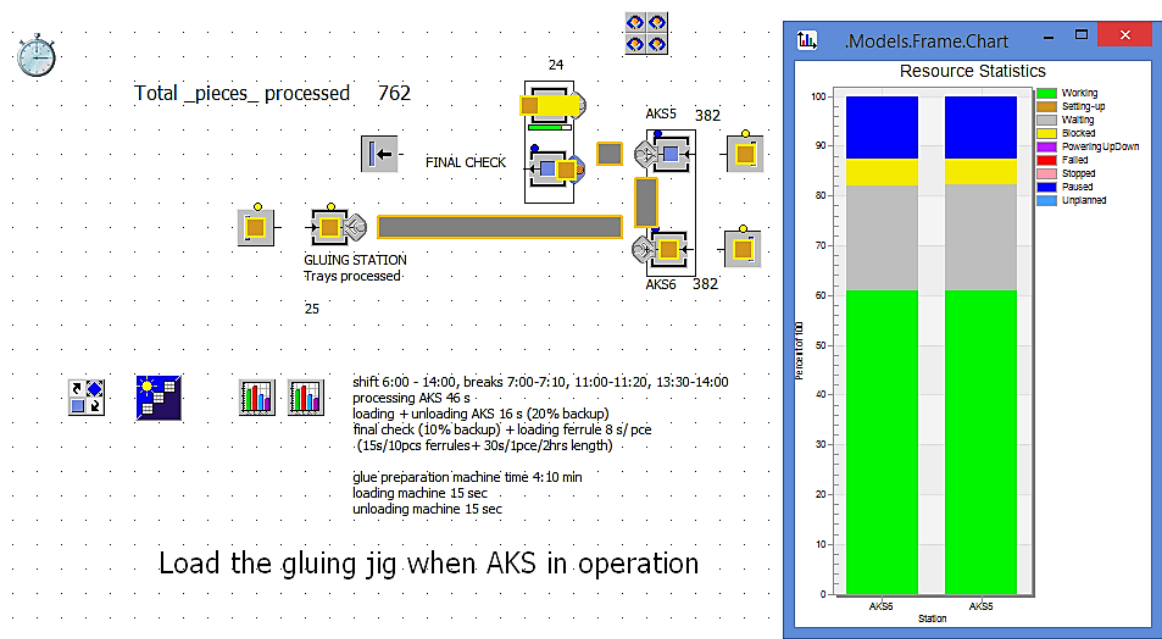 Total _pieces_ processed 762
24
AKS5 382
FINAL CHECK
GLUING STATION
Trays processed
25
AKS6 382
shift 6:00 - 14:00, breaks 7:00-7:10, 11:00-11:20, 13:30-14:00
processing AKS 46 s
loading + unloading AKS 16 s (20% backup)
final check (10% backup) + loading ferrule 8 s/ pce
(15s/10pcs ferrules+ 30s/1pce/2hrs length)
glue preparation machine time 4:10 min
loading machine 15 sec
unloading machine 15 sec
Load the gluing jig when AKS in operation
.Models.Frame.Chart
Resource Statistics
Working
Setting-up
Waiting
Blocked
PoweringUpDown
Failed
Stopped
Paused
Unplanned
Percent of 100
100
90
80
70
60
50
40
30
20
10
0
AKS6 AKS5
Station